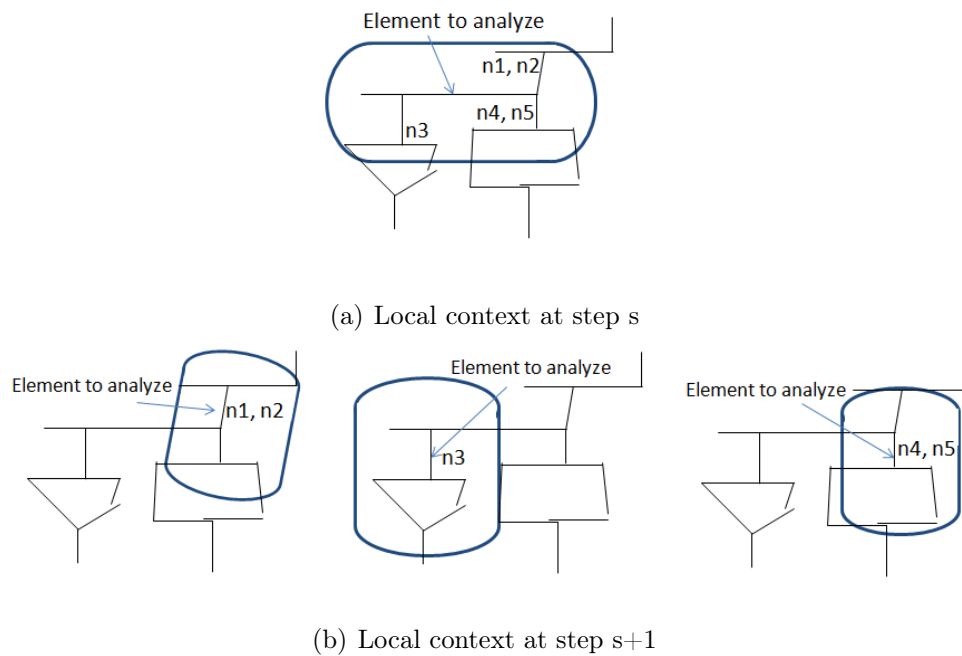 Element to analyze
n1, n2
n4, n5
n3
(a) Local context at step s
Element to analyze
n1, n2
Element to analyze
n3
Element to analyze
n4, n5
(b) Local context at step s+1